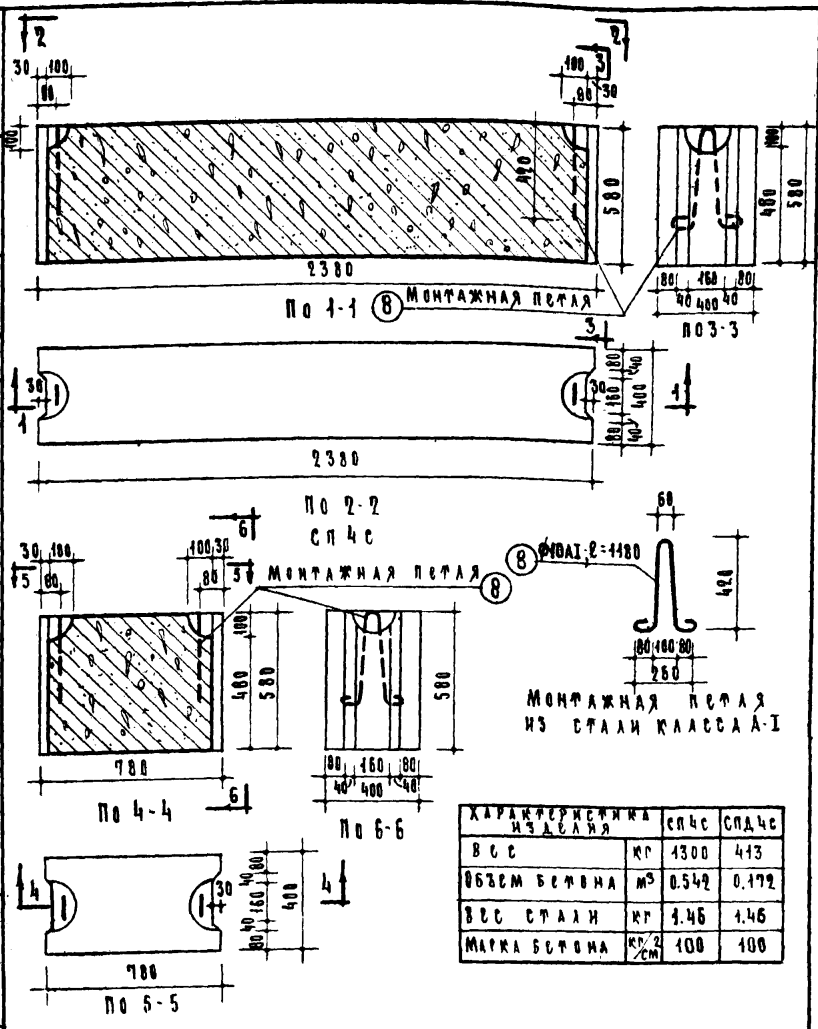 2 2
30 100 100 3
80 80 30
100 420 580 100 480 580
2380 80 160 80
40 400 40
по 1-1 8 Монтажная петля
по 3-3
3
30 30 80 40
160 400
80 40
1 1
2380
по 2-2
СП 4с
6 60
30 100 100 30
5 80 80 5 Монтажная петля 8
8 Ø10АI-ℓ=1180
420
100 480 580 580
80 160 80
260
Монтажная петля
из стали класса А-I
780 80 160 80
40 400 40
по 4-4 6
по 6-6
Характеристика изделия СП4с СПД4с
Вес кг 1300 413
Объем бетона м³ 0.542 0.172
Вес стали кг 1.46 1.46
Марка бетона кг/см² 100 100
4 30 4
80 40 160 40 80 400
780
по 5-5